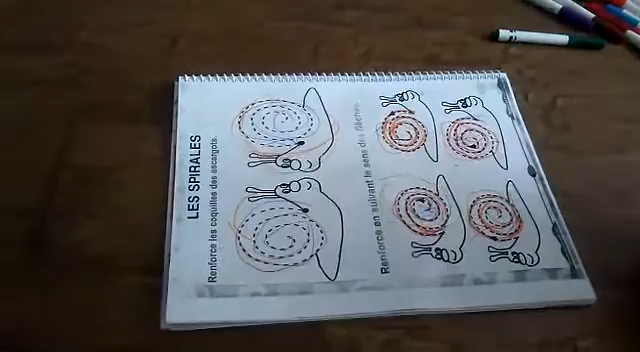 LES SPIRALES
Renforce les coquilles des escargots.
Renforce en suivant le sens des flèches.